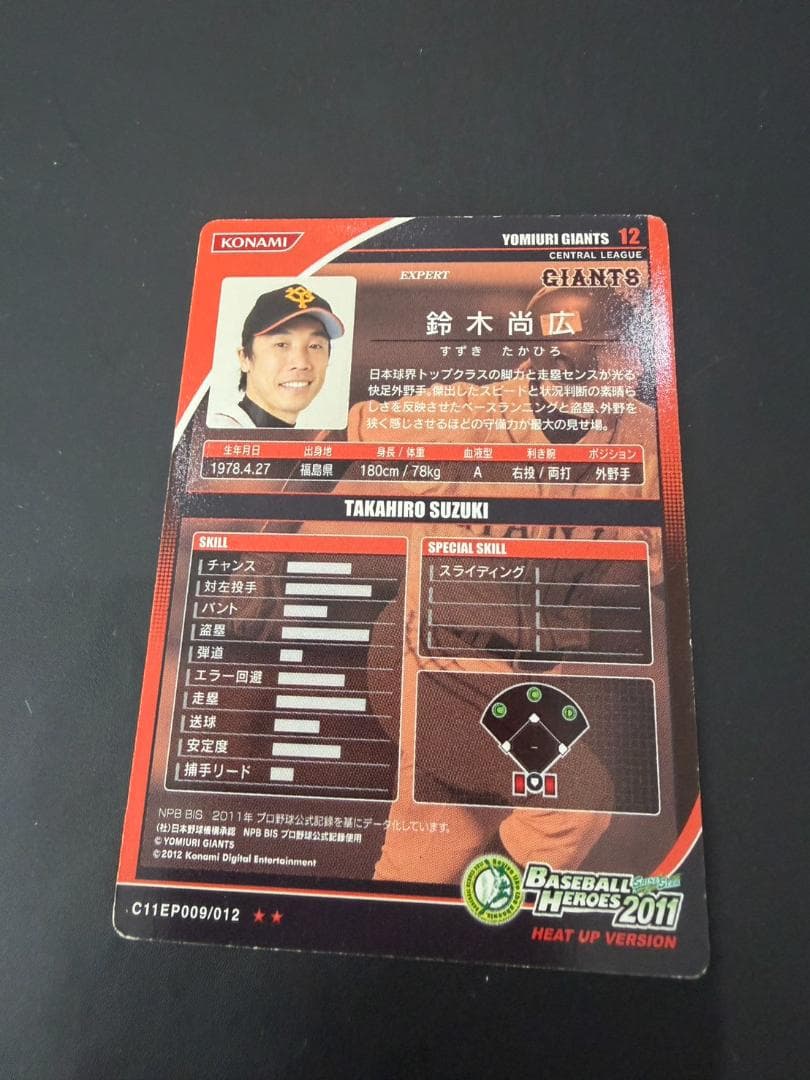 KONAMI
YOMIURI GIANTS 12
CENTRAL LEAGUE
EXPERT
GIANTS
鈴木尚広
すずき たかひろ
日本球界トップクラスの脚力と走塁センスが光る
快足外野手。傑出したスピードと状況判断の素晴ら
しさを反映させたベースランニングと盗塁、外野を
狭く感じさせるほどの守備力が最大の見せ場。
生年月日 出身地 身長 / 体重 血液型 利き腕 ポジション
1978.4.27 福島県 180cm / 78kg A 右投 / 両打 外野手
TAKAHIRO SUZUKI
SKILL
チャンス
対左投手
バント
盗塁
弾道
エラー回避
走塁
送球
安定度
捕手リード
SPECIAL SKILL
スライディング
C
C
D
NPB BIS 2011年 プロ野球公式記録を基にデータ化しています。
(社)日本野球機構承認 NPB BIS プロ野球公式記録使用
© YOMIURI GIANTS
©2012 Konami Digital Entertainment
BASEBALL
HEROES 2011
HEAT UP VERSION
C11EP009/012 ★★